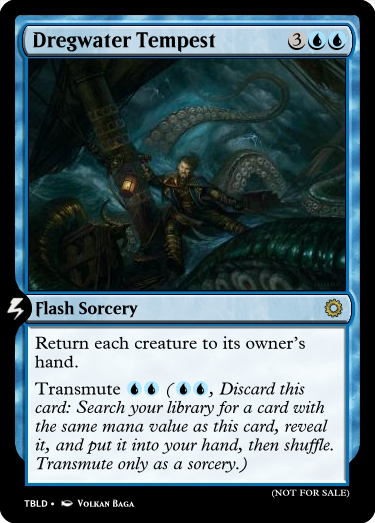 Dregwater Tempest 3
Flash Sorcery
Return each creature to its owner's
hand.
Transmute (, Discard this
card: Search your library for a card with
the same mana value as this card, reveal
it, and put it into your hand, then shuffle.
Transmute only as a sorcery.)
(NOT FOR SALE)
TBLD • VOLKAN BAGA